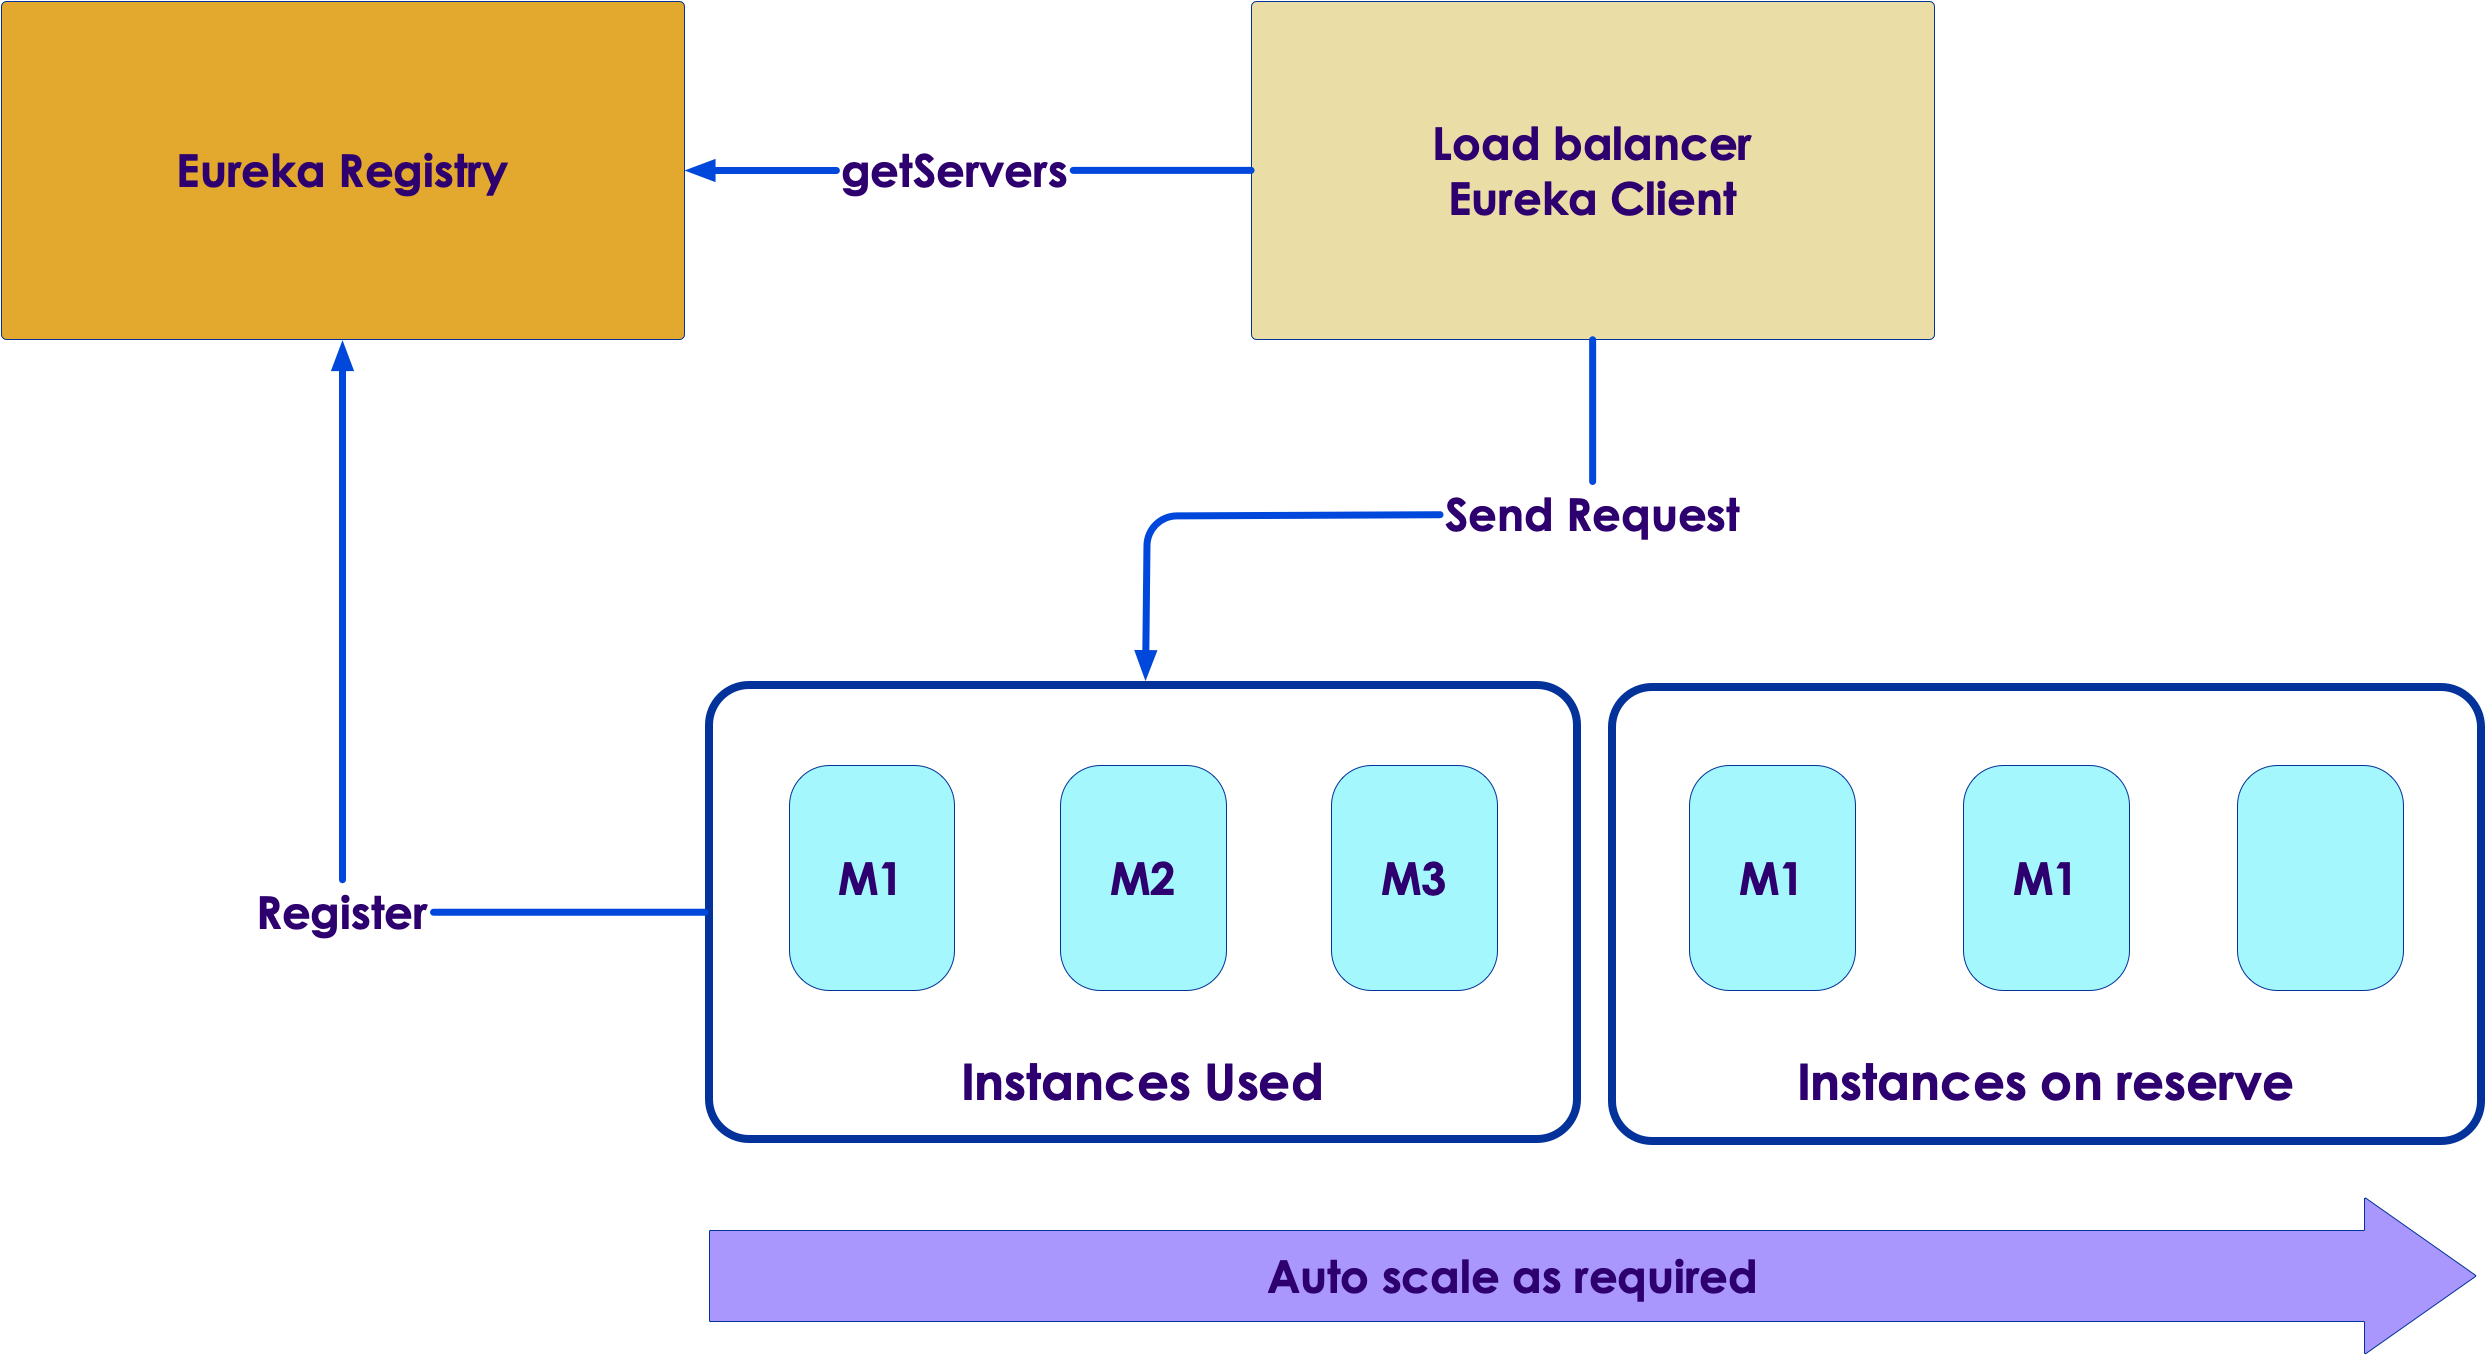 Eureka Registry
getServers
Load balancer
Eureka Client
Send Request
Register
M1
M2
M3
Instances Used
M1
M1
Instances on reserve
Auto scale as required